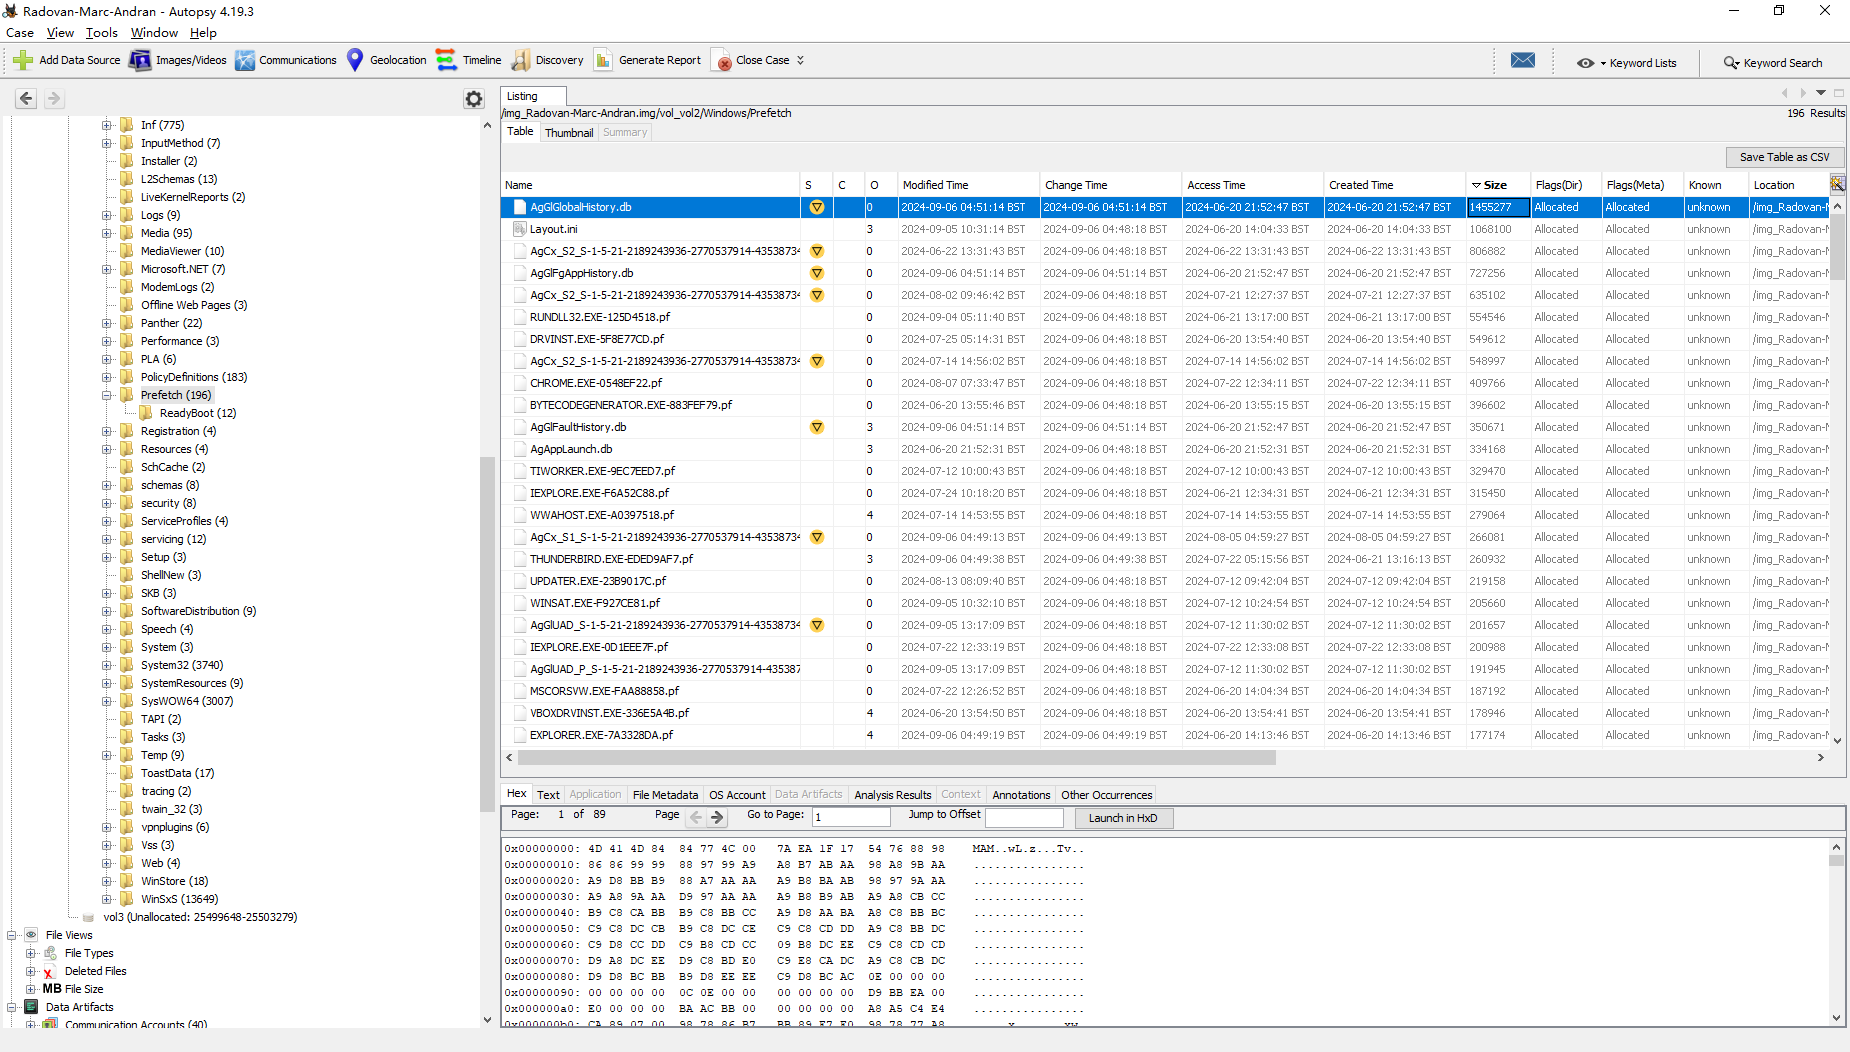 Radovan-Marc-Andran - Autopsy 4.19.3
Case View Tools Window Help
Add Data Source Images/Videos Communications Geolocation Timeline Discovery Generate Report Close Case Keyword Lists Keyword Search
Inf (775)
InputMethod (7)
Installer (2)
L2Schemas (13)
LiveKernelReports (2)
Logs (9)
Media (95)
MediaViewer (10)
Microsoft.NET (7)
ModemLogs (2)
Offline Web Pages (3)
Panther (22)
Performance (3)
PLA (6)
PolicyDefinitions (183)
Prefetch (196)
ReadyBoot (12)
Registration (4)
Resources (4)
SchCache (2)
schemas (8)
security (8)
ServiceProfiles (4)
servicing (12)
Setup (3)
ShellNew (3)
SKB (3)
SoftwareDistribution (9)
Speech (4)
System (3)
System32 (3740)
SystemResources (9)
SysWOW64 (3007)
TAPI (2)
Tasks (3)
Temp (9)
ToastData (17)
tracing (2)
twain_32 (3)
vpnplugins (6)
Vss (3)
Web (4)
WinStore (18)
WinSxS (13649)
vol3 (Unallocated: 25499648-25503279)
File Views
File Types
Deleted Files
MB File Size
Data Artifacts
Communication Accounts (40)
Listing
/img_Radovan-Marc-Andran.img/vol_vol2/Windows/Prefetch 196 Results
Table Thumbnail Summary
Save Table as CSV
Name S C O Modified Time Change Time Access Time Created Time Size Flags(Dir) Flags(Meta) Known Location
AgGlGlobalHistory.db 0 2024-09-06 04:51:14 BST 2024-09-06 04:51:14 BST 2024-06-20 21:52:47 BST 2024-06-20 21:52:47 BST 1455277 Allocated Allocated unknown /img_Radovan-
Layout.ini 3 2024-09-05 10:31:14 BST 2024-09-06 04:48:18 BST 2024-06-20 14:04:33 BST 2024-06-20 14:04:33 BST 1068100 Allocated Allocated unknown /img_Radovan-
AgCx_S2_S-1-5-21-2189243936-2770537914-43538734 0 2024-06-22 13:31:43 BST 2024-09-06 04:48:18 BST 2024-06-22 13:31:43 BST 2024-06-22 13:31:43 BST 806882 Allocated Allocated unknown /img_Radovan-
AgGlFgAppHistory.db 0 2024-09-06 04:51:14 BST 2024-09-06 04:51:14 BST 2024-06-20 21:52:47 BST 2024-06-20 21:52:47 BST 727256 Allocated Allocated unknown /img_Radovan-
AgCx_S2_S-1-5-21-2189243936-2770537914-43538734 0 2024-08-02 09:46:42 BST 2024-09-06 04:48:18 BST 2024-07-21 12:27:37 BST 2024-07-21 12:27:37 BST 635102 Allocated Allocated unknown /img_Radovan-
RUNDLL32.EXE-125D4518.pf 0 2024-09-04 05:11:40 BST 2024-09-06 04:48:18 BST 2024-06-21 13:17:00 BST 2024-06-21 13:17:00 BST 554546 Allocated Allocated unknown /img_Radovan-
DRVINST.EXE-5F8E77CD.pf 0 2024-07-25 05:14:31 BST 2024-09-06 04:48:18 BST 2024-06-20 13:54:40 BST 2024-06-20 13:54:40 BST 549612 Allocated Allocated unknown /img_Radovan-
AgCx_S2_S-1-5-21-2189243936-2770537914-43538734 0 2024-07-14 14:56:02 BST 2024-09-06 04:48:18 BST 2024-07-14 14:56:02 BST 2024-07-14 14:56:02 BST 548997 Allocated Allocated unknown /img_Radovan-
CHROME.EXE-0548EF22.pf 0 2024-08-07 07:33:47 BST 2024-09-06 04:48:18 BST 2024-07-22 12:34:11 BST 2024-07-22 12:34:11 BST 409766 Allocated Allocated unknown /img_Radovan-
BYTECODEGENERATOR.EXE-883FEF79.pf 0 2024-06-20 13:55:46 BST 2024-09-06 04:48:18 BST 2024-06-20 13:55:15 BST 2024-06-20 13:55:15 BST 396602 Allocated Allocated unknown /img_Radovan-
AgGlFaultHistory.db 3 2024-09-06 04:51:14 BST 2024-09-06 04:51:14 BST 2024-06-20 21:52:47 BST 2024-06-20 21:52:47 BST 350671 Allocated Allocated unknown /img_Radovan-
AgAppLaunch.db 3 2024-06-20 21:52:31 BST 2024-09-06 04:48:18 BST 2024-06-20 21:52:31 BST 2024-06-20 21:52:31 BST 334168 Allocated Allocated unknown /img_Radovan-
TIWORKER.EXE-9EC7EED7.pf 0 2024-07-12 10:00:43 BST 2024-09-06 04:48:18 BST 2024-07-12 10:00:43 BST 2024-07-12 10:00:43 BST 329470 Allocated Allocated unknown /img_Radovan-
IEXPLORE.EXE-F6A52C88.pf 0 2024-07-24 10:18:20 BST 2024-09-06 04:48:18 BST 2024-06-21 12:34:31 BST 2024-06-21 12:34:31 BST 315450 Allocated Allocated unknown /img_Radovan-
WWAHOST.EXE-A0397518.pf 4 2024-07-14 14:53:55 BST 2024-09-06 04:48:18 BST 2024-07-14 14:53:55 BST 2024-07-14 14:53:55 BST 279064 Allocated Allocated unknown /img_Radovan-
AgCx_S1_S-1-5-21-2189243936-2770537914-43538734 0 2024-09-06 04:49:13 BST 2024-09-06 04:49:13 BST 2024-08-05 04:59:27 BST 2024-08-05 04:59:27 BST 266081 Allocated Allocated unknown /img_Radovan-
THUNDERBIRD.EXE-EDED9AF7.pf 3 2024-09-06 04:49:38 BST 2024-09-06 04:49:38 BST 2024-07-22 05:15:56 BST 2024-06-21 13:16:13 BST 260932 Allocated Allocated unknown /img_Radovan-
UPDATER.EXE-23B9017C.pf 0 2024-08-13 08:09:40 BST 2024-09-06 04:48:18 BST 2024-07-12 09:42:04 BST 2024-07-12 09:42:04 BST 219158 Allocated Allocated unknown /img_Radovan-
WINSAT.EXE-F927CE81.pf 0 2024-09-05 10:32:10 BST 2024-09-06 04:48:18 BST 2024-07-12 10:24:54 BST 2024-07-12 10:24:54 BST 205660 Allocated Allocated unknown /img_Radovan-
AgGlUAD_S-1-5-21-2189243936-2770537914-43538734 0 2024-09-05 13:17:09 BST 2024-09-06 04:48:18 BST 2024-07-12 11:30:02 BST 2024-07-12 11:30:02 BST 201657 Allocated Allocated unknown /img_Radovan-
IEXPLORE.EXE-0D1EEE7F.pf 0 2024-07-22 12:33:19 BST 2024-09-06 04:48:18 BST 2024-07-22 12:33:08 BST 2024-07-22 12:33:08 BST 200988 Allocated Allocated unknown /img_Radovan-
AgGlUAD_P_S-1-5-21-2189243936-2770537914-435387 0 2024-09-05 13:17:09 BST 2024-09-06 04:48:18 BST 2024-07-12 11:30:02 BST 2024-07-12 11:30:02 BST 191945 Allocated Allocated unknown /img_Radovan-
MSCORSVW.EXE-FAA88858.pf 0 2024-07-22 12:26:52 BST 2024-09-06 04:48:18 BST 2024-06-20 14:04:34 BST 2024-06-20 14:04:34 BST 187192 Allocated Allocated unknown /img_Radovan-
VBOXDRVINST.EXE-336E5A4B.pf 4 2024-06-20 13:54:50 BST 2024-09-06 04:48:18 BST 2024-06-20 13:54:41 BST 2024-06-20 13:54:41 BST 178946 Allocated Allocated unknown /img_Radovan-
EXPLORER.EXE-7A3328DA.pf 4 2024-09-06 04:49:19 BST 2024-09-06 04:49:19 BST 2024-06-20 14:13:46 BST 2024-06-20 14:13:46 BST 177174 Allocated Allocated unknown /img_Radovan-
Hex Text Application File Metadata OS Account Data Artifacts Analysis Results Context Annotations Other Occurrences
Page: 1 of 89 Page Go to Page: 1 Jump to Offset Launch in HxD
0x00000000: 4D 41 4D 84 84 77 4C 00 7A EA 1F 17 54 76 88 98 MAM..wL.z...Tv..
0x00000010: 86 86 99 99 88 97 99 A9 A8 B7 AB AA 98 A8 9B AA ................
0x00000020: A9 D8 BB B9 88 A7 AA AA A9 B8 BA AB 98 97 9A AA ................
0x00000030: A9 A8 9A AA D9 97 AA AA A9 B8 B9 AB A9 A8 CB CC ................
0x00000040: B9 C8 CA BB B9 C8 BB CC A9 D8 AA BA A8 C8 BB BC ................
0x00000050: C9 C8 DC CB B9 C8 DC CE C9 C8 CD DD A9 C8 BB DC ................
0x00000060: C9 D8 CC DD C9 B8 CD CC 09 B8 DC EE C9 C8 CD CD ................
0x00000070: D9 A8 DC EE D9 C8 BD E0 C9 E8 CA DC A9 C8 CB DC ................
0x00000080: D9 D8 BC BB B9 D8 EE EE C9 D8 BC AC 0E 00 00 00 ................
0x00000090: 00 00 00 00 0C 0E 00 00 00 00 00 00 D9 BB EA 00 ................
0x000000a0: E0 00 00 00 BA AC BB 00 00 00 00 00 A8 A5 C4 E4 ................
0x000000b0: CA 89 07 00 98 78 86 B7 BB 89 E7 E0 98 78 77 A8 .....x.......xw.